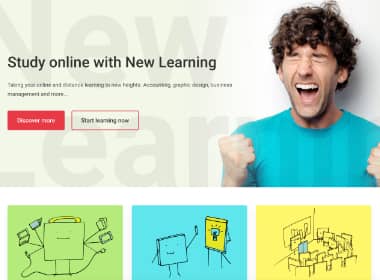 New
Learni
Study online with New Learning
Taking your online and distance learning to new heights. Accounting, graphic design, business
management and more...
Discover more
Start learning now